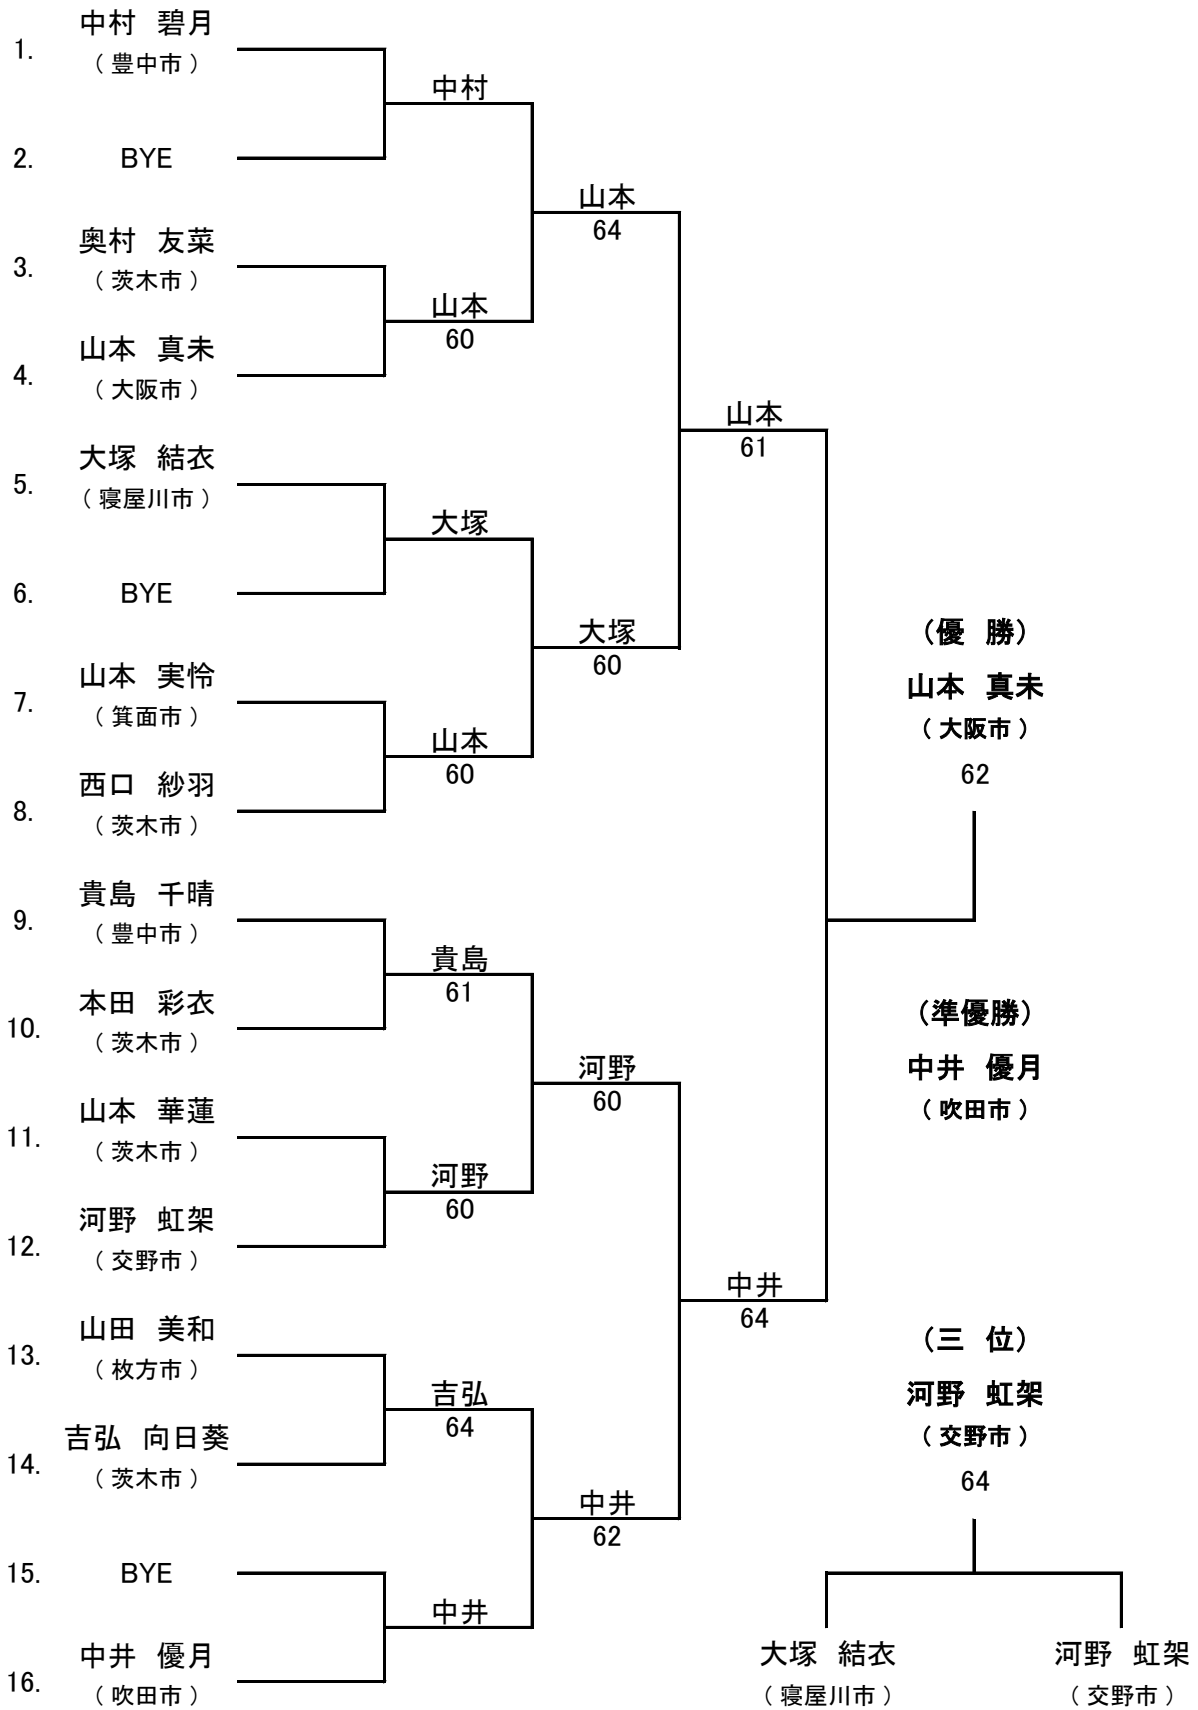 1. 中村 碧月
（豊中市）
2. BYE
3. 奥村 友菜
（茨木市）
4. 山本 真未
（大阪市）
5. 大塚 結衣
（寝屋川市）
6. BYE
7. 山本 実怜
（箕面市）
8. 西口 紗羽
（茨木市）
9. 貴島 千晴
（豊中市）
10. 本田 彩衣
（茨木市）
11. 山本 華蓮
（茨木市）
12. 河野 虹架
（交野市）
13. 山田 美和
（枚方市）
14. 吉弘 向日葵
（茨木市）
15. BYE
16. 中井 優月
（吹田市）
中村
山本
60
大塚
山本
60
貴島
61
河野
60
吉弘
64
中井
山本
64
大塚
60
河野
60
中井
62
山本
61
中井
64
（優 勝）
山本 真未
（大阪市）
62
（準優勝）
中井 優月
（吹田市）
（三 位）
河野 虹架
（交野市）
64
大塚 結衣
（寝屋川市）
河野 虹架
（交野市）